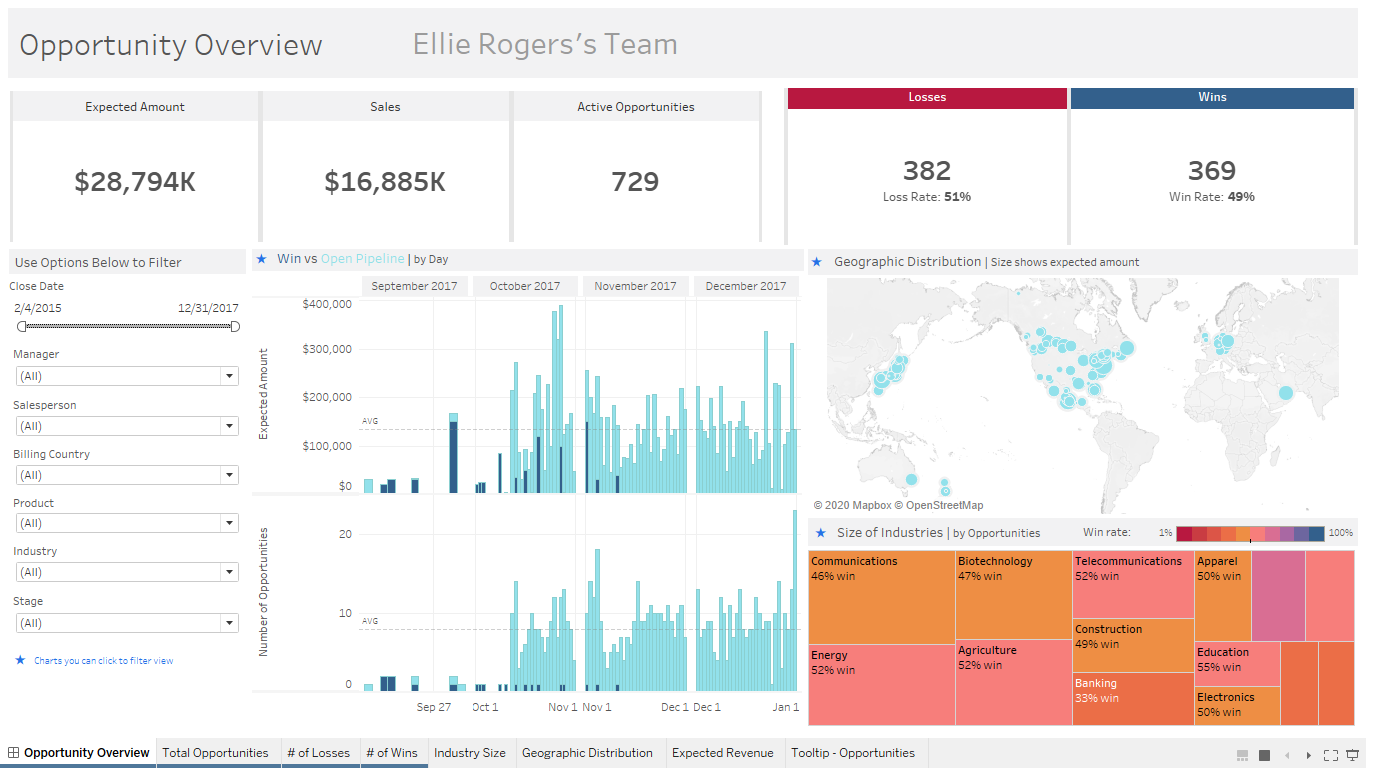 Opportunity Overview
Ellie Rogers's Team
Expected Amount
$28,794K
Sales
$16,885K
Active Opportunities
729
Losses
382
Loss Rate: 51%
Wins
369
Win Rate: 49%
Use Options Below to Filter
Close Date
2/4/2015 12/31/2017
Manager
(All)
Salesperson
(All)
Billing Country
(All)
Product
(All)
Industry
(All)
Stage
(All)
Charts you can click to filter view
Win vs Open Pipeline | by Day
September 2017 October 2017 November 2017 December 2017
Expected Amount
$400,000
$300,000
$200,000
AVG
$100,000
$0
Number of Opportunities
20
10
AVG
0
Sep 27 Oct 1 Nov 1 Nov 1 Dec 1 Dec 1 Jan 1
Geographic Distribution | Size shows expected amount
© 2020 Mapbox © OpenStreetMap
Size of Industries | by Opportunities
Win rate: 1% 100%
Communications
46% win
Energy
52% win
Biotechnology
47% win
Agriculture
52% win
Telecommunications
52% win
Construction
49% win
Banking
33% win
Apparel
50% win
Education
55% win
Electronics
50% win
Opportunity Overview Total Opportunities # of Losses # of Wins Industry Size Geographic Distribution Expected Revenue Tooltip - Opportunities